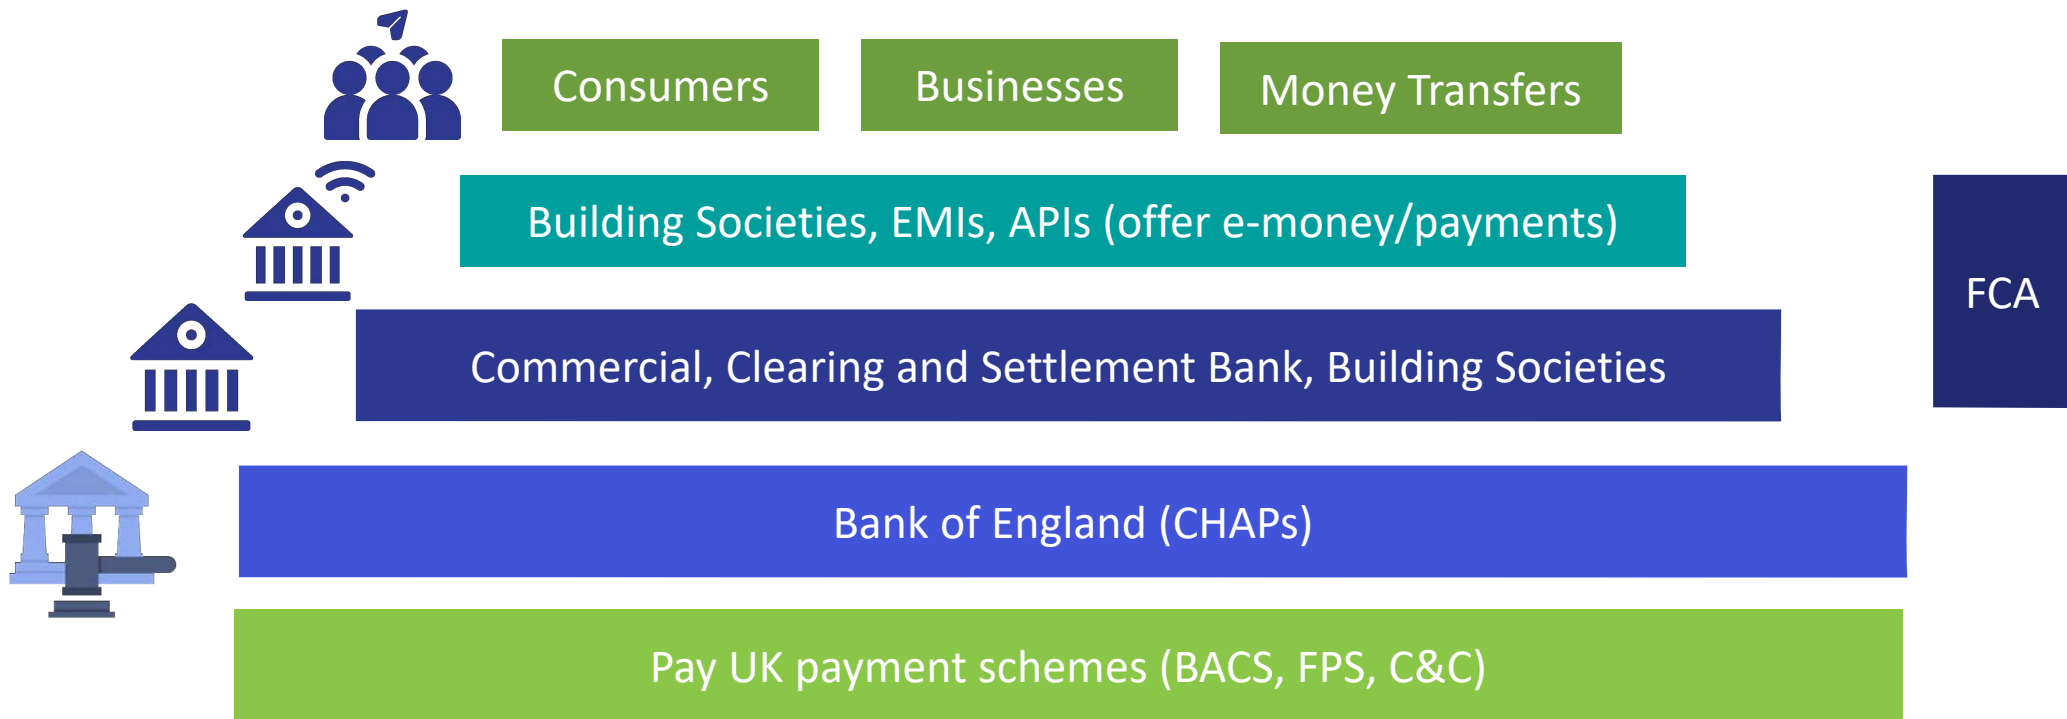 Consumers
Businesses
Money Transfers
Building Societies, EMIs, APIs (offer e-money/payments)
FCA
Commercial, Clearing and Settlement Bank, Building Societies
Bank of England (CHAPs)
Pay UK payment schemes (BACS, FPS, C&C)